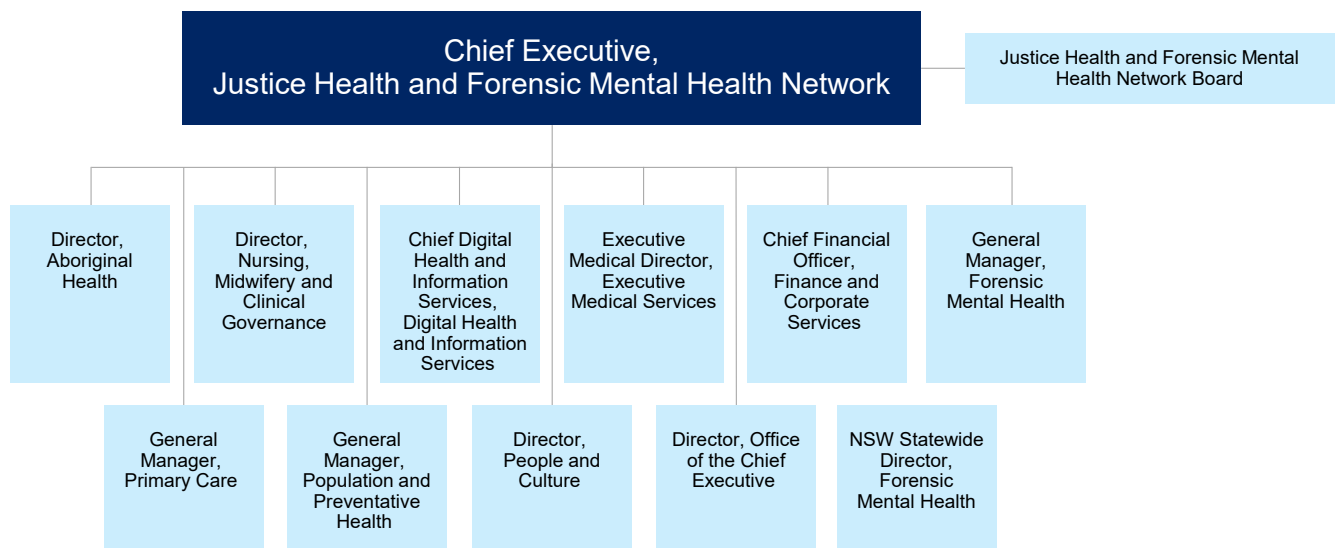 Chief Executive,
Justice Health and Forensic Mental Health Network
Justice Health and Forensic Mental
Health Network Board
Director,
Aboriginal
Health
Director,
Nursing,
Midwifery and
Clinical
Governance
Chief Digital
Health and
Information
Services,
Digital Health
and Information
Services
Executive
Medical Director,
Executive
Medical Services
Chief Financial
Officer,
Finance and
Corporate
Services
General
Manager,
Forensic
Mental Health
General
Manager,
Primary Care
General
Manager,
Population and
Preventative
Health
Director,
People and
Culture
Director, Office
of the Chief
Executive
NSW Statewide
Director,
Forensic
Mental Health